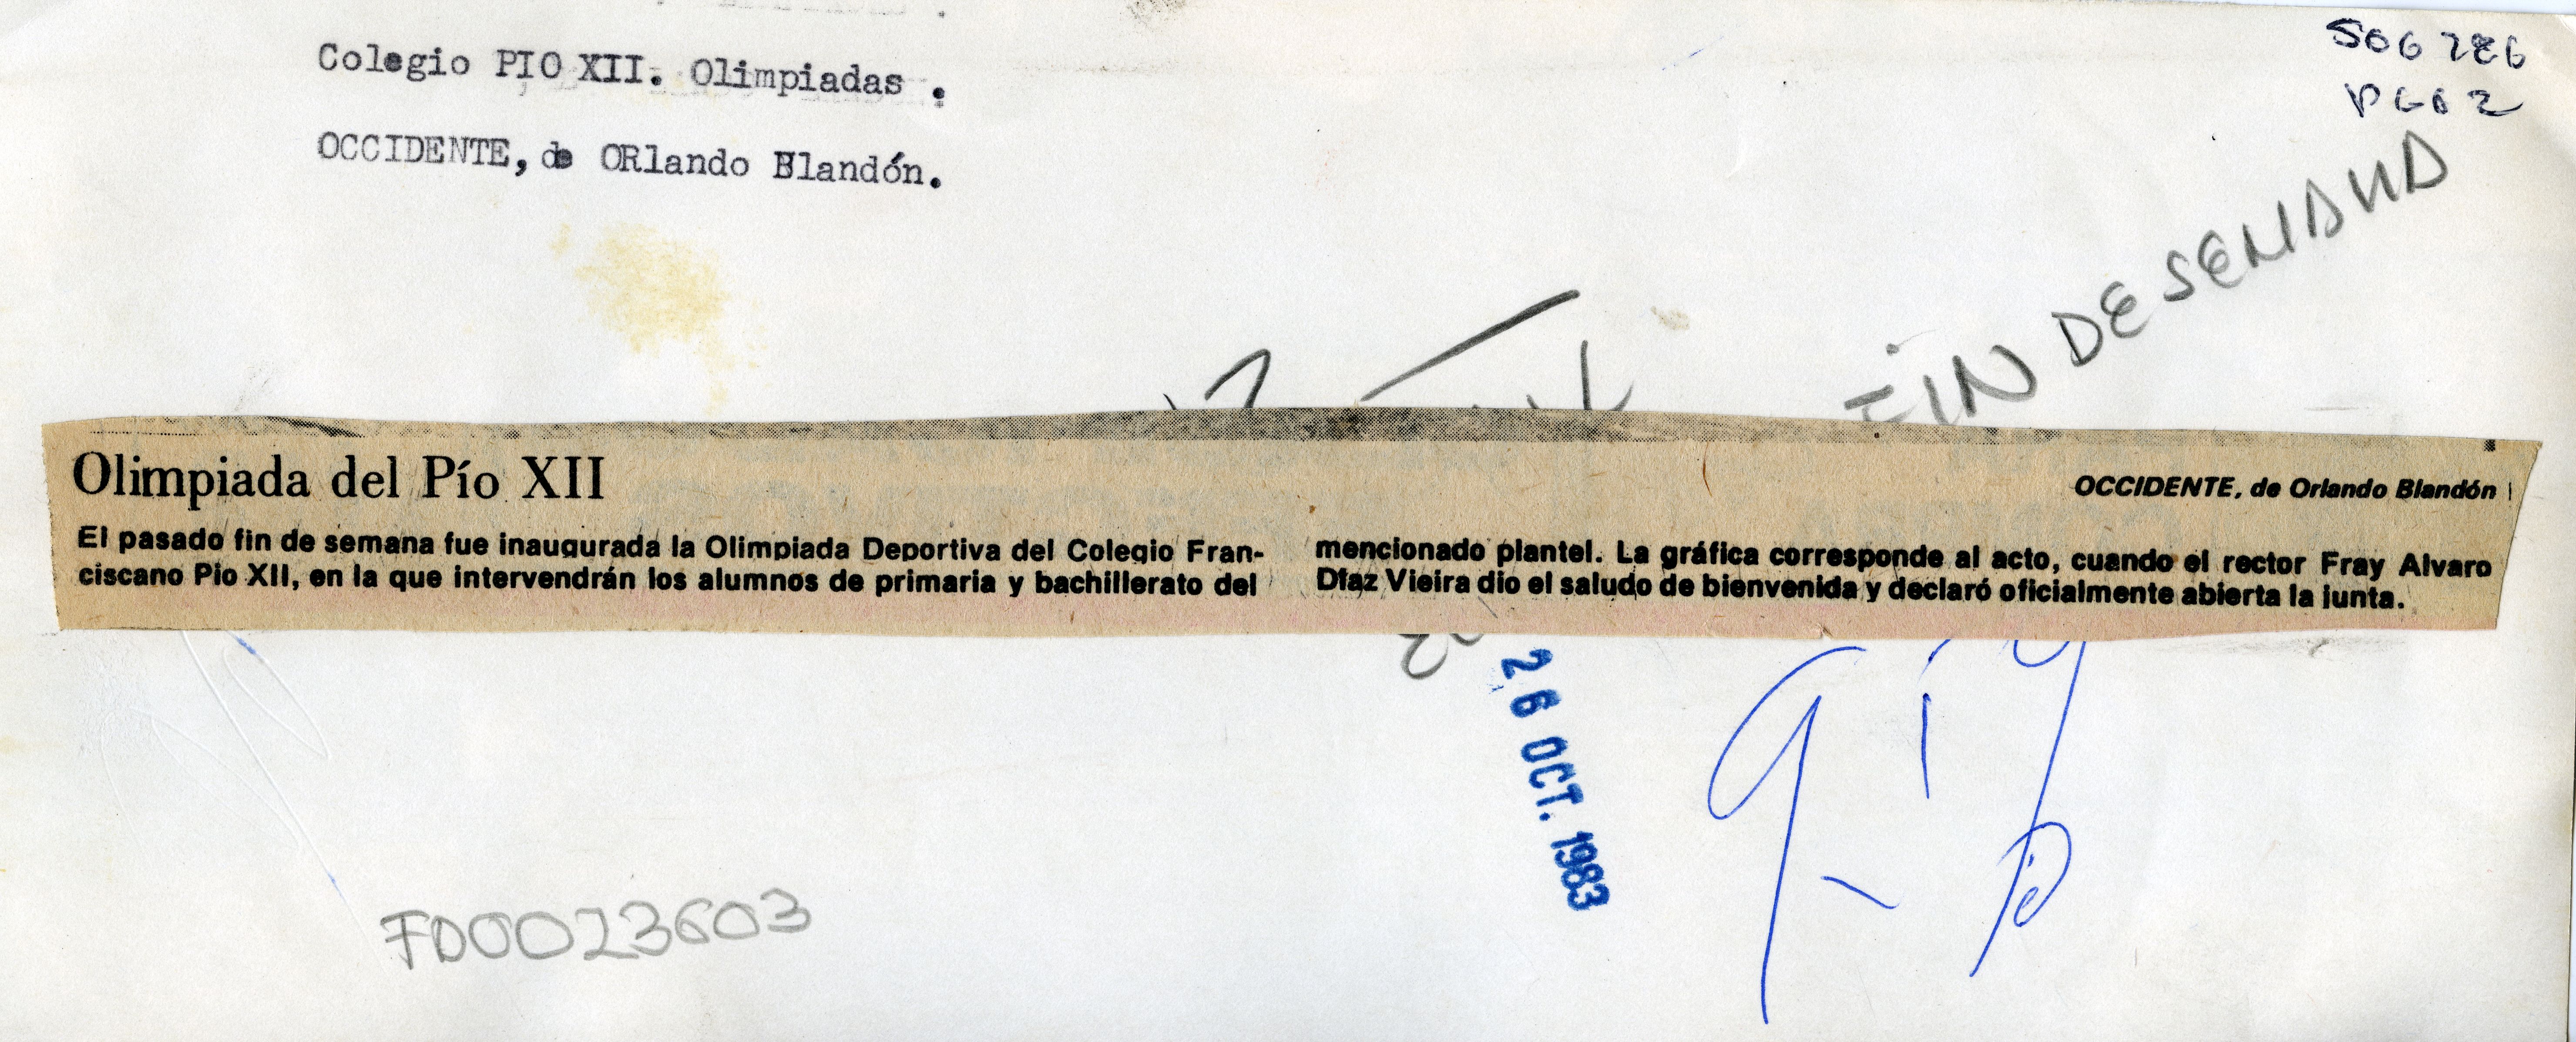 Colegio PIO XII. Olimpiadas .
OCCIDENTE, de ORlando Blandón.
FIN DE SEMANA
Olimpiada del Pío XII
OCCIDENTE, de Orlando Blandón
El pasado fin de semana fue inaugurada la Olimpiada Deportiva del Colegio Fran-
ciscano Pio XII, en la que intervendrán los alumnos de primaria y bachillerato del
mencionado plantel. La gráfica corresponde al acto, cuando el rector Fray Alvaro
Díaz Vieira dio el saludo de bienvenida y declaró oficialmente abierta la junta.
26 OCT. 1983
FD0023603